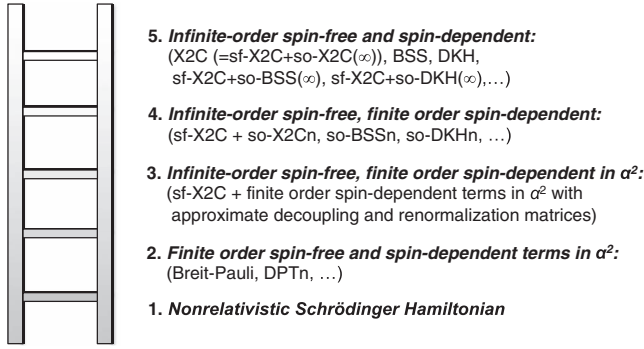 5. Infinite-order spin-free and spin-dependent:
(X2C (=sf-X2C+so-X2C(∞)), BSS, DKH,
sf-X2C+so-BSS(∞), sf-X2C+so-DKH(∞),…)
4. Infinite-order spin-free, finite order spin-dependent:
(sf-X2C + so-X2Cn, so-BSSn, so-DKHn, …)
3. Infinite-order spin-free, finite order spin-dependent in α²:
(sf-X2C + finite order spin-dependent terms in α² with
approximate decoupling and renormalization matrices)
2. Finite order spin-free and spin-dependent terms in α²:
(Breit-Pauli, DPTn, …)
1. Nonrelativistic Schrödinger Hamiltonian